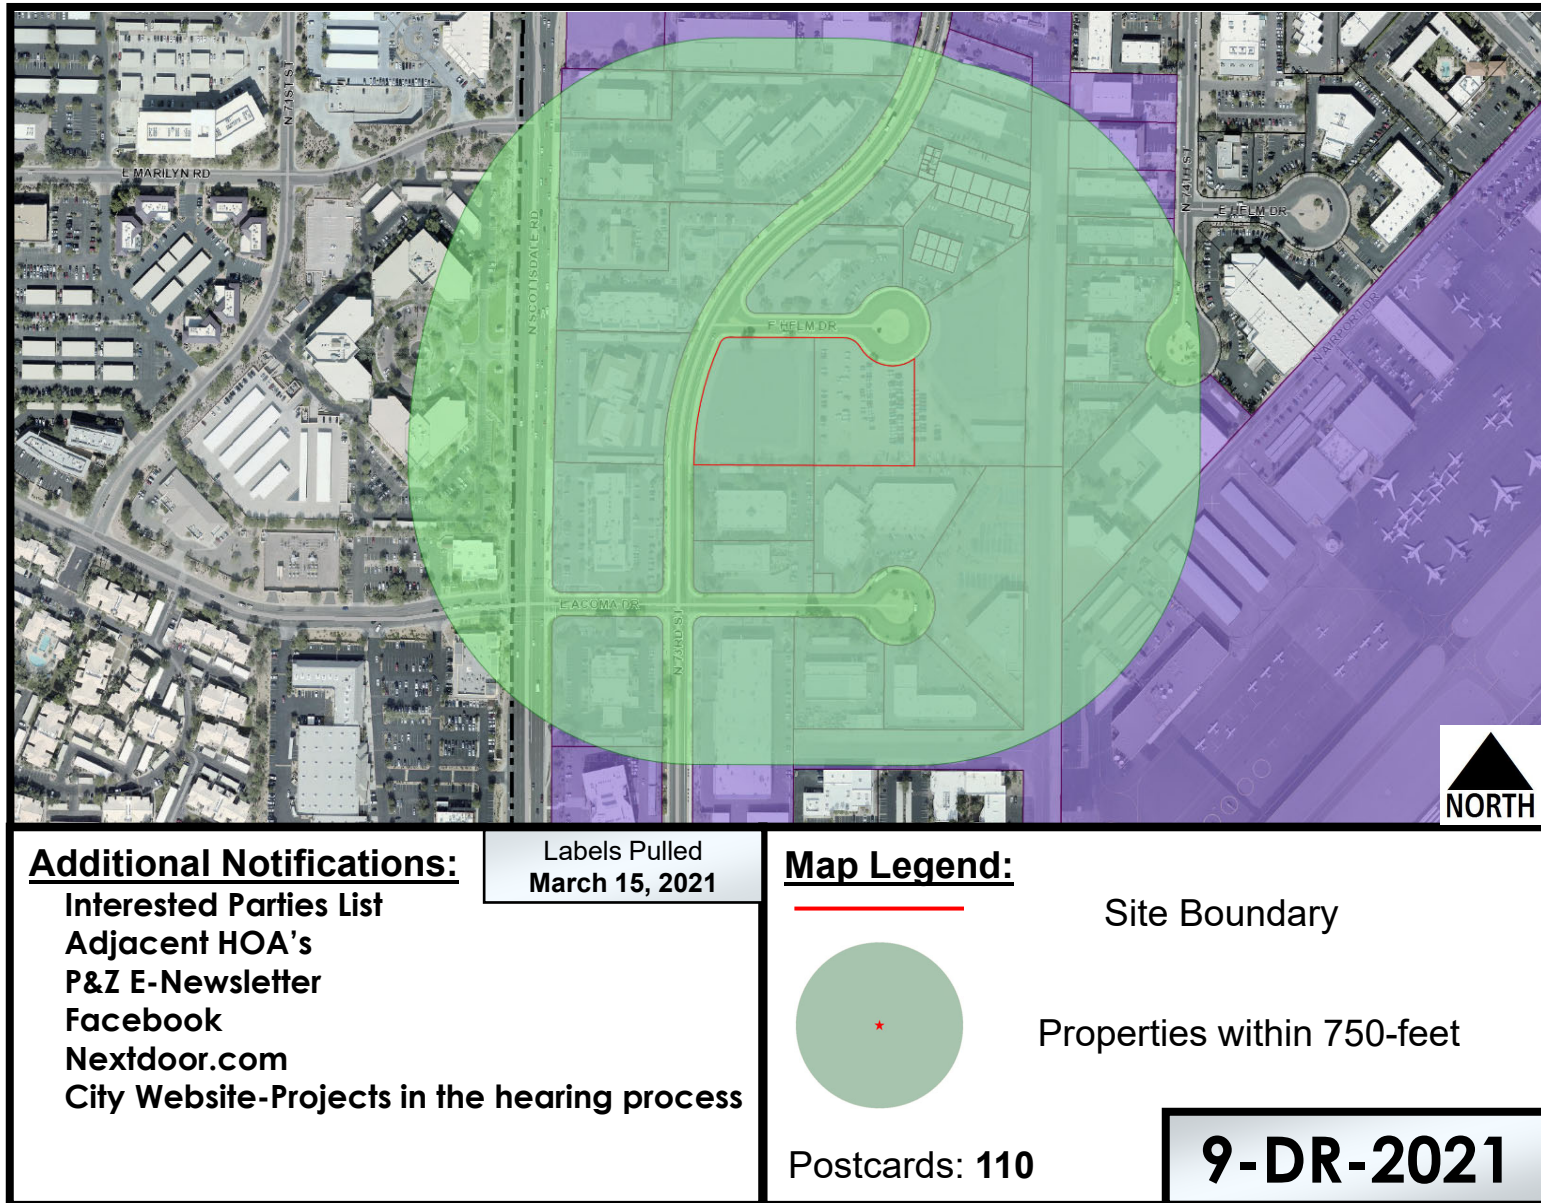 N 71ST ST
E MARILYN RD
N SCOTTSDALE RD
E HELM DR
N 74TH ST
E HELM DR
N AIRPORT DR
E ACOMA DR
N 73RD ST
NORTH
Additional Notifications:
Interested Parties List
Adjacent HOA’s
P&Z E-Newsletter
Facebook
Nextdoor.com
City Website-Projects in the hearing process
Labels Pulled
March 15, 2021
Map Legend:
Site Boundary
Properties within 750-feet
Postcards: 110
9-DR-2021